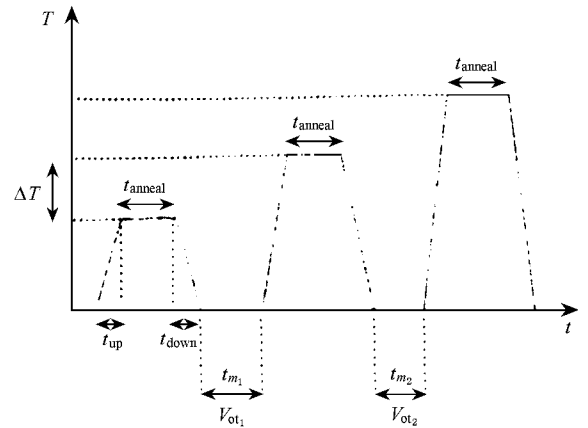 T
t_anneal
t_anneal
t_anneal
ΔT
t
t_up
t_down
t_m₁
t_m₂
V_ot₁
V_ot₂